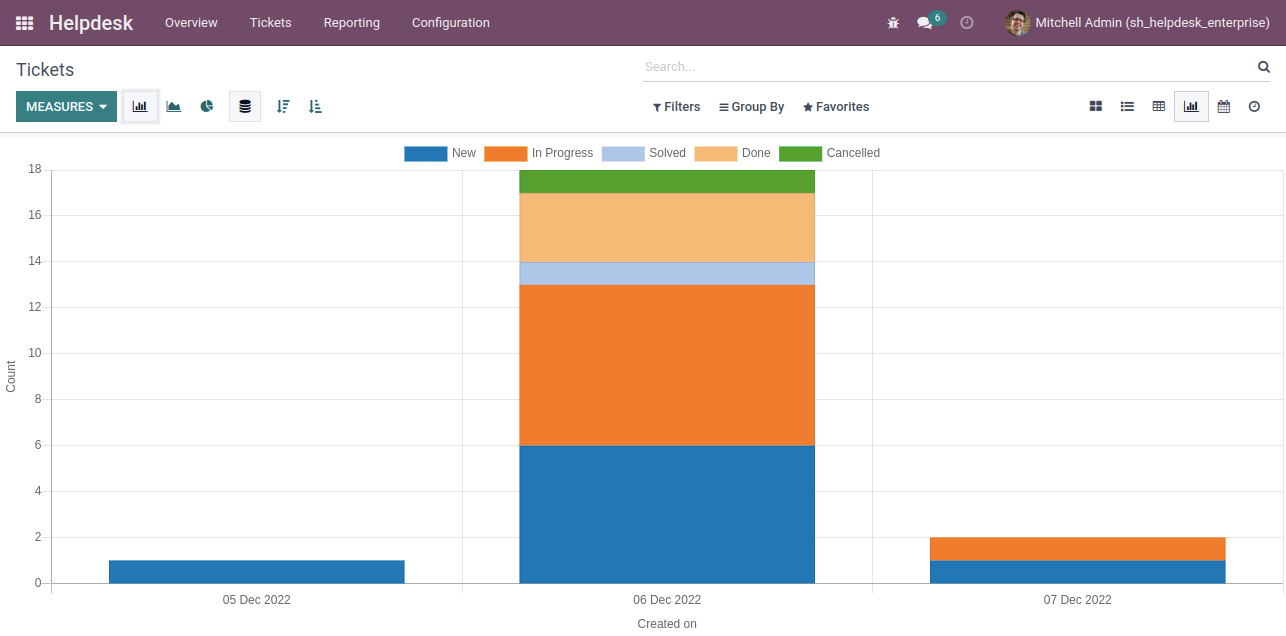 Helpdesk Overview Tickets Reporting Configuration 6 Mitchell Admin (sh_helpdesk_enterprise)
Tickets Search...
MEASURES Filters Group By Favorites
New In Progress Solved Done Cancelled
18
16
14
12
10
8
6
4
2
0
Count
05 Dec 2022 06 Dec 2022 07 Dec 2022
Created on